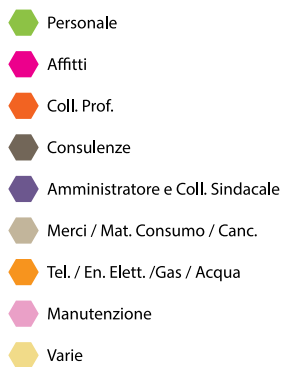 Personale
Affitti
Coll. Prof.
Consulenze
Amministratore e Coll. Sindacale
Merci / Mat. Consumo / Canc.
Tel. / En. Elett. /Gas / Acqua
Manutenzione
Varie